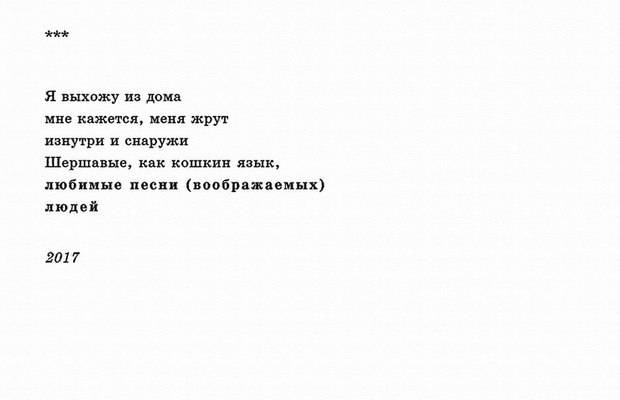 ***
Я выхожу из дома
мне кажется, меня жрут
изнутри и снаружи
Шершавые, как кошкин язык,
любимые песни (воображаемых)
людей
2017